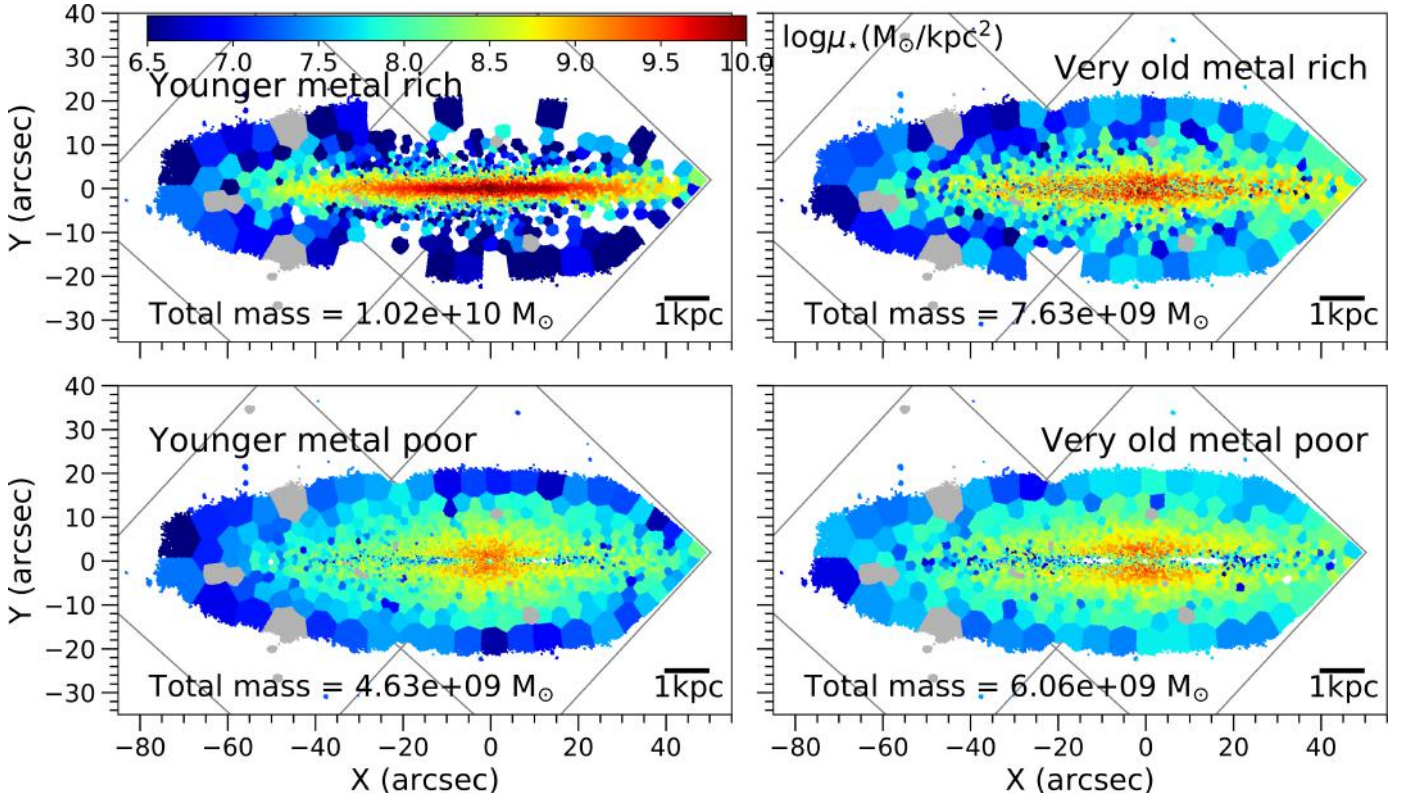 6.5 7.0 7.5 8.0 8.5 9.0 9.5 10.0
logμ⋆(M⊙/kpc²)
Younger metal rich
Very old metal rich
40
30
20
10
0
−10
−20
−30
Y (arcsec)
Total mass = 1.02e+10 M⊙
1kpc
Total mass = 7.63e+09 M⊙
1kpc
40
30
20
10
0
−10
−20
−30
Y (arcsec)
Younger metal poor
Very old metal poor
Total mass = 4.63e+09 M⊙
1kpc
Total mass = 6.06e+09 M⊙
1kpc
−80 −60 −40 −20 0 20 40
−80 −60 −40 −20 0 20 40
X (arcsec)
X (arcsec)